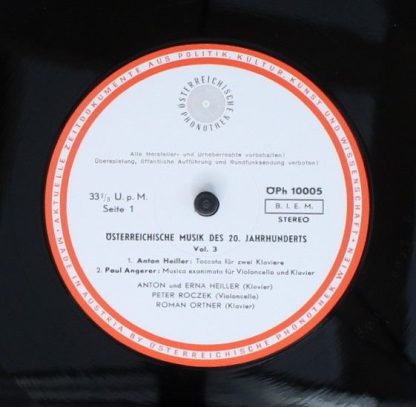 AKTUELLE ZEITDOKUMENTE AUS POLITIK, KULTUR, KUNST UND WISSENSCHAFT •
ÖSTERREICHISCHE PHONOTHEK
Alle Hersteller- und Urheberrechte vorbehalten!
Überspielung, öffentliche Aufführung und Rundfunksendung verboten!
33 1/3 U. p. M.
Seite 1
ÖPh 10005
B. I. E. M.
STEREO
ÖSTERREICHISCHE MUSIK DES 20. JAHRHUNDERTS
Vol. 3
1. Anton Heiller: Toccata für zwei Klaviere
2. Paul Angerer: Musica exanimata für Violoncello und Klavier
ANTON und ERNA HEILLER (Klavier)
PETER ROCZEK (Violoncello)
ROMAN ORTNER (Klavier)
MADE IN AUSTRIA BY ÖSTERREICHISCHE PHONOTHEK WIEN •